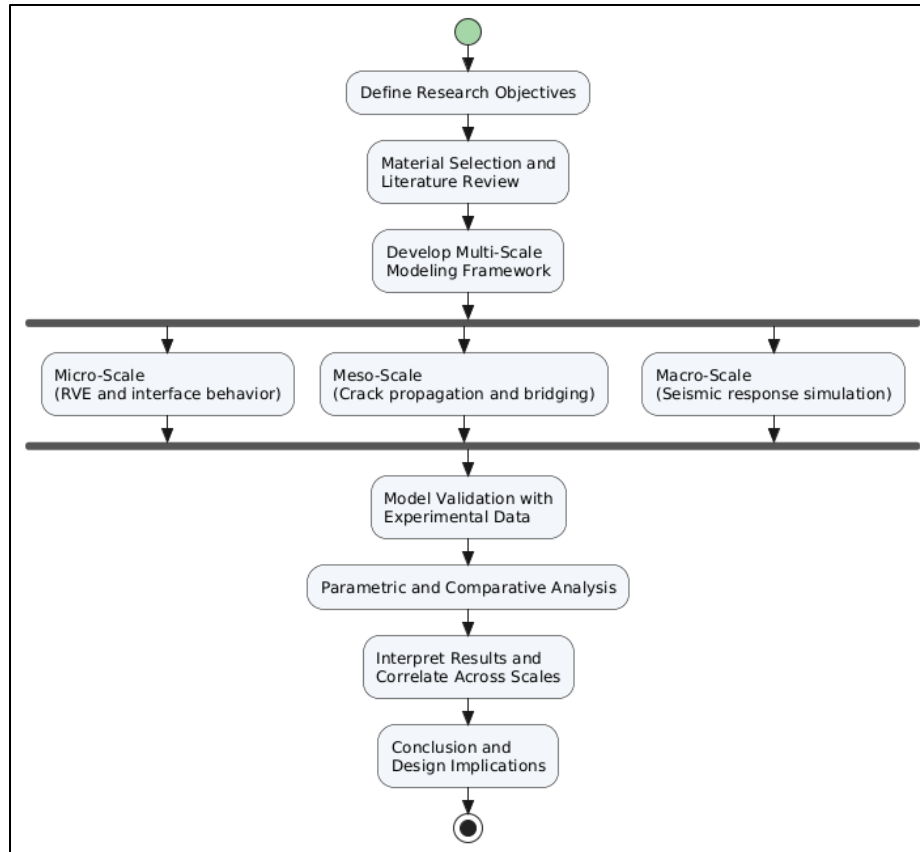 Define Research Objectives
Material Selection and
Literature Review
Develop Multi-Scale
Modeling Framework
Micro-Scale
(RVE and interface behavior)
Meso-Scale
(Crack propagation and bridging)
Macro-Scale
(Seismic response simulation)
Model Validation with
Experimental Data
Parametric and Comparative Analysis
Interpret Results and
Correlate Across Scales
Conclusion and
Design Implications